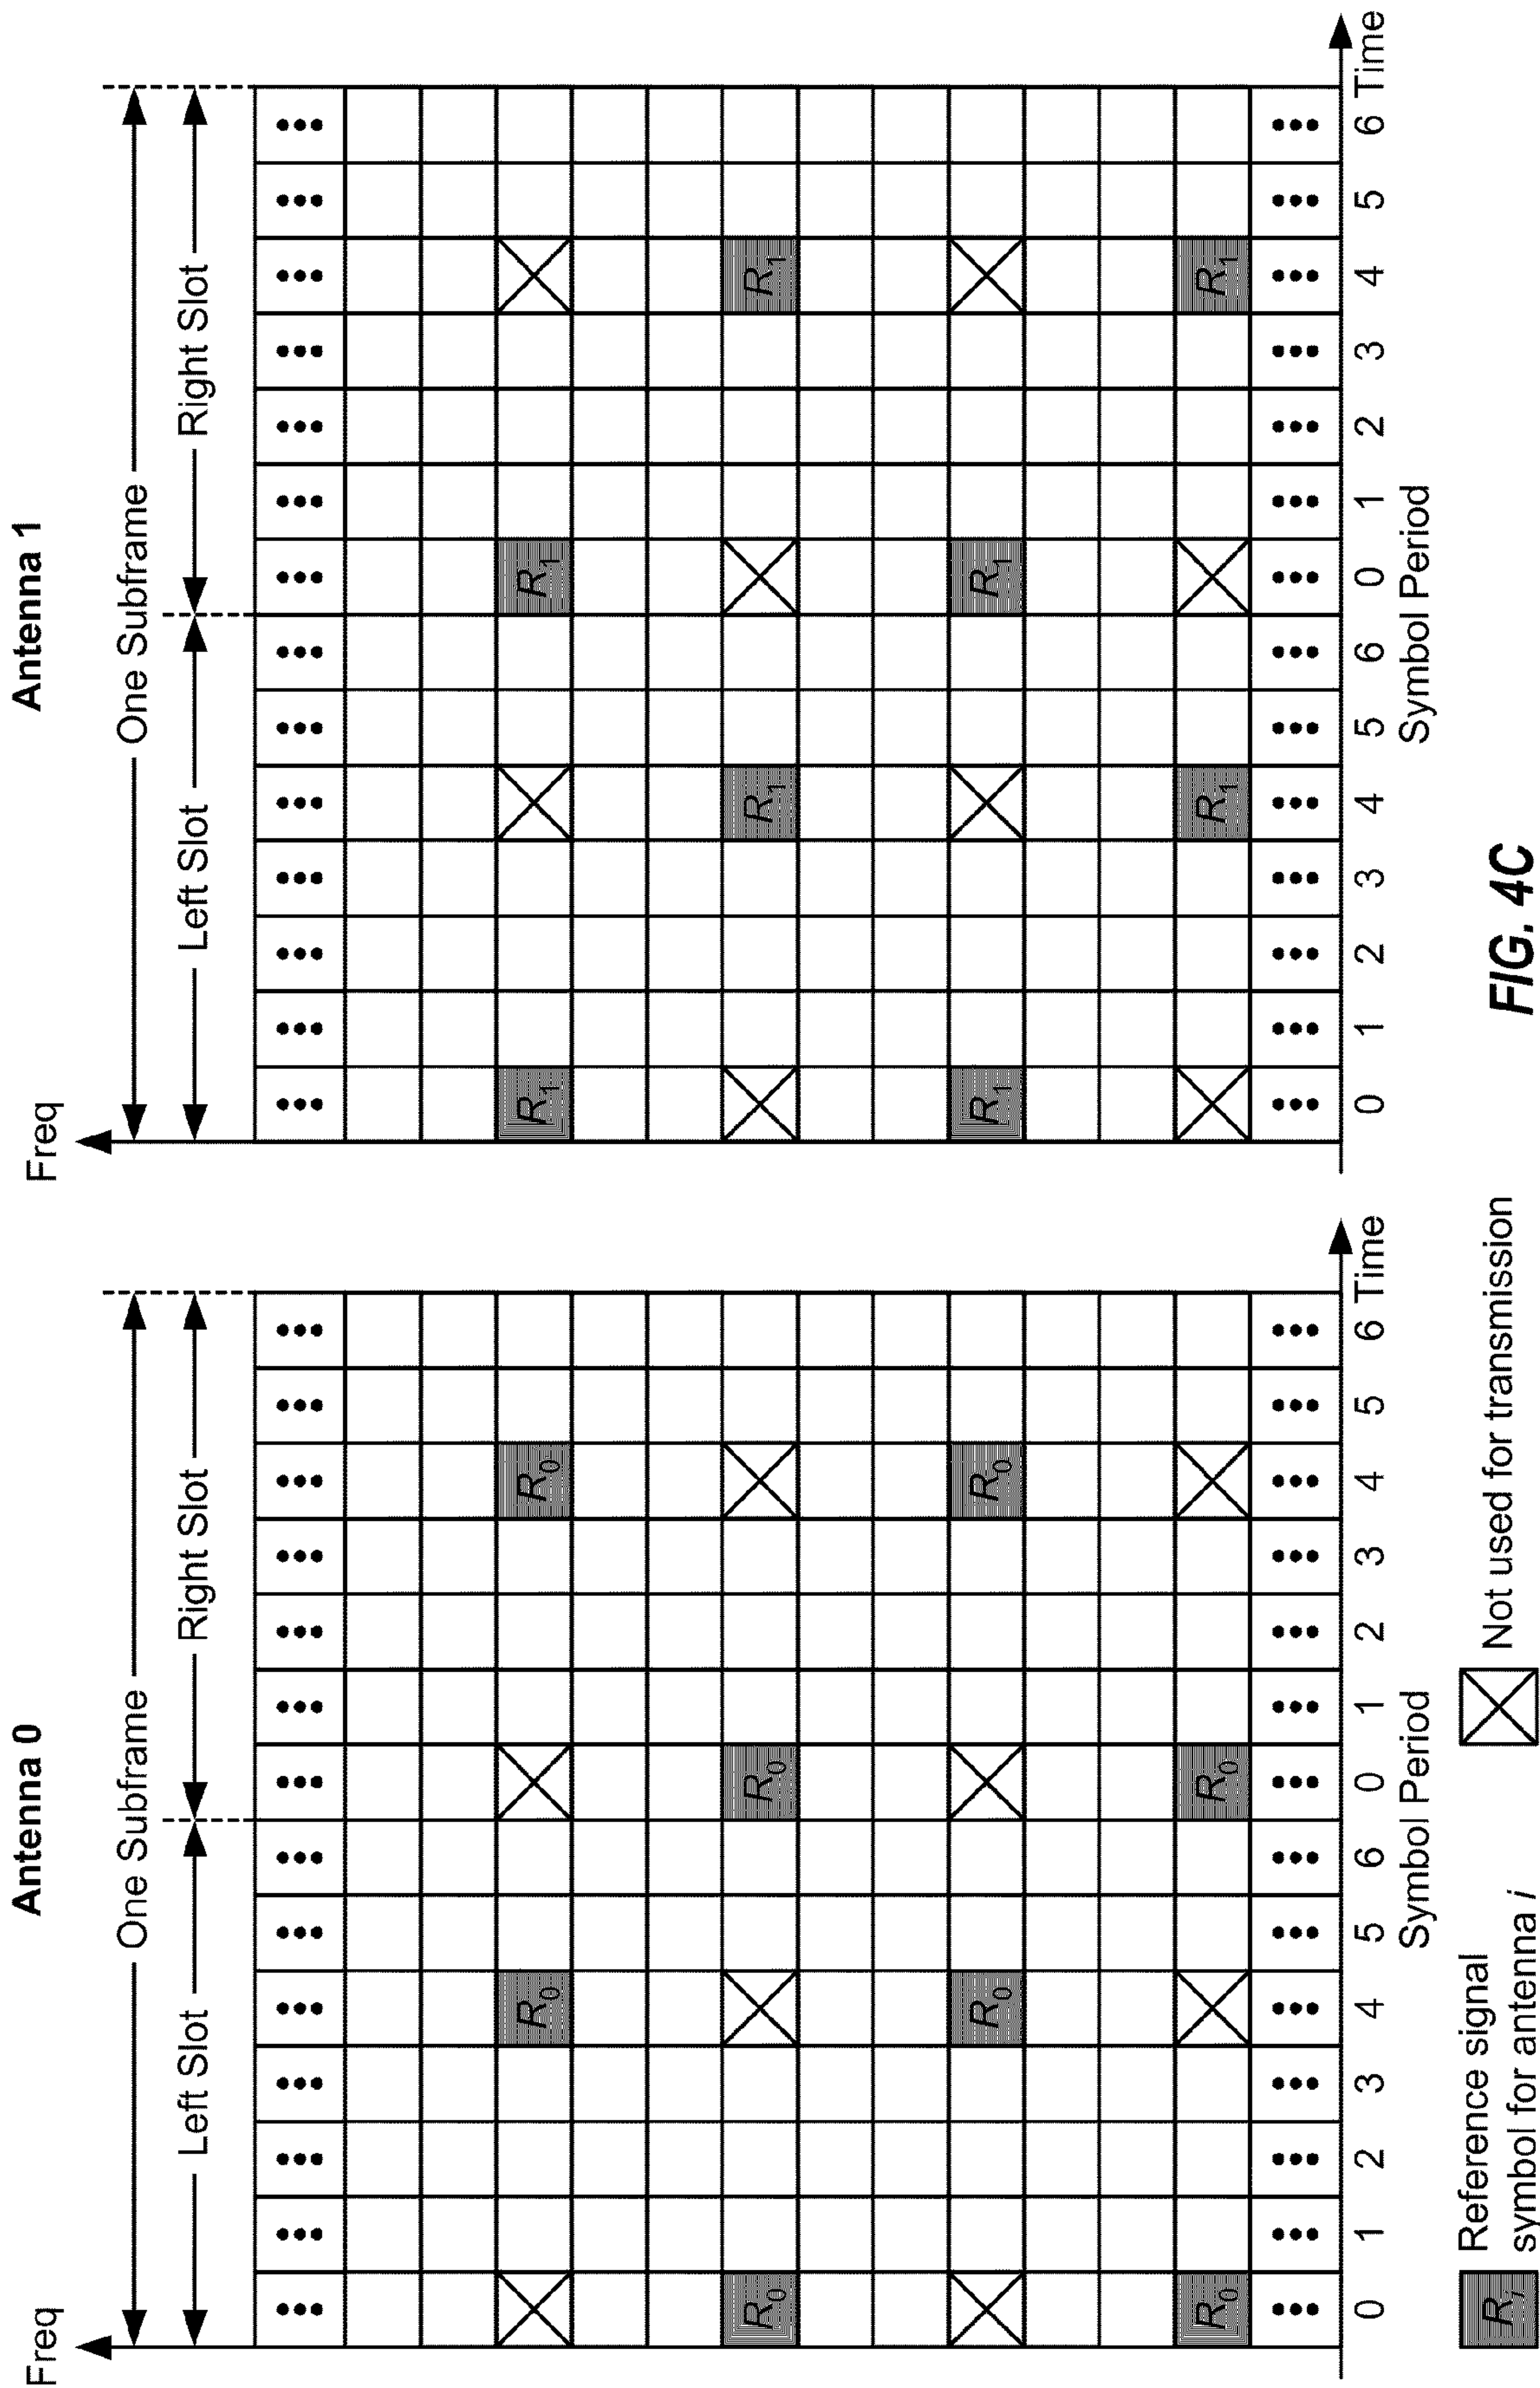 Antenna 0
Freq
One Subframe
Left Slot Right Slot
R₀ R₀
R₀ R₀
R₀ R₀
R₀ R₀
0 1 2 3 4 5 6 0 1 2 3 4 5 6 Time
Symbol Period
Antenna 1
Freq
One Subframe
Left Slot Right Slot
R₁ R₁
R₁ R₁
R₁ R₁
R₁ R₁
0 1 2 3 4 5 6 0 1 2 3 4 5 6 Time
Symbol Period
Rᵢ Reference signal
symbol for antenna i
Not used for transmission
FIG. 4C